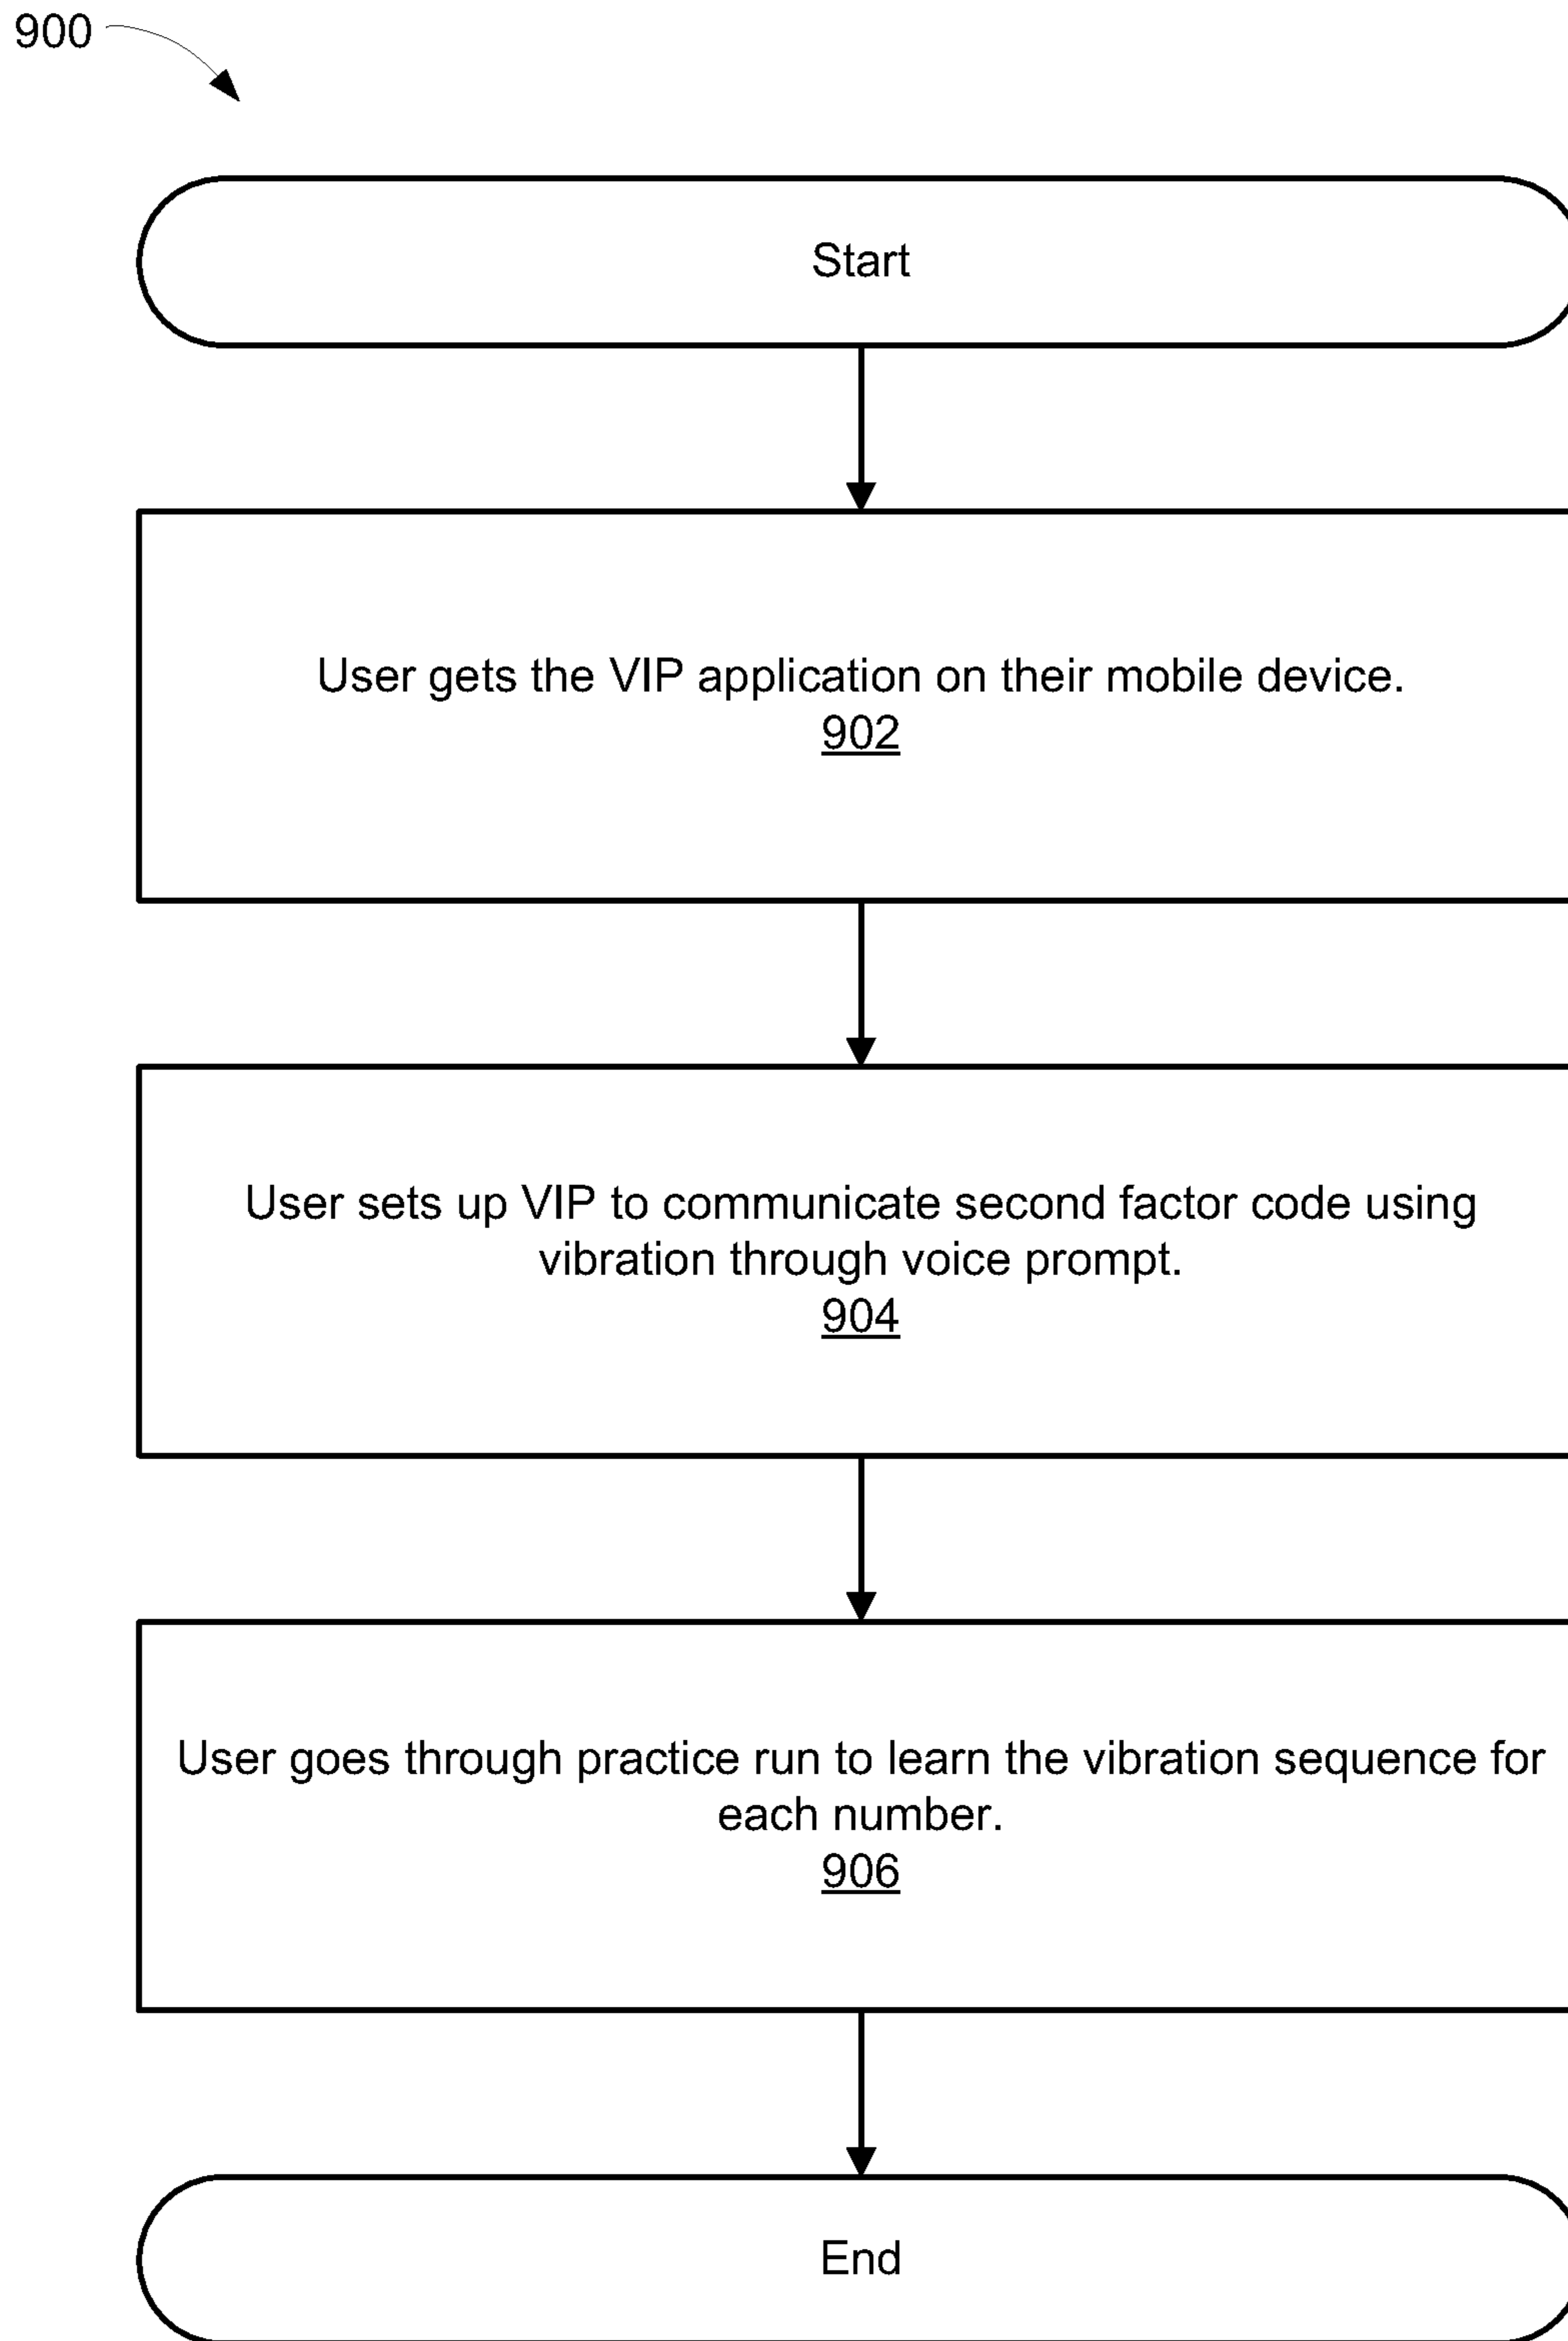 900
Start
User gets the VIP application on their mobile device.
902
User sets up VIP to communicate second factor code using
vibration through voice prompt.
904
User goes through practice run to learn the vibration sequence for
each number.
906
End